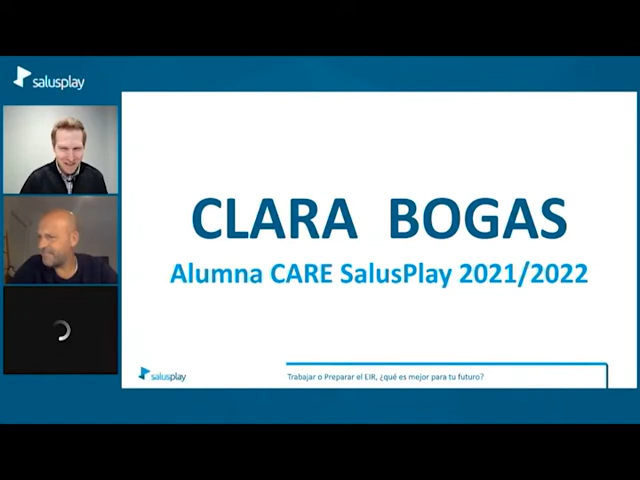 salusplay
CLARA BOGAS
Alumna CARE SalusPlay 2021/2022
salusplay
Trabajar o Preparar el EIR, ¿qué es mejor para tu futuro?